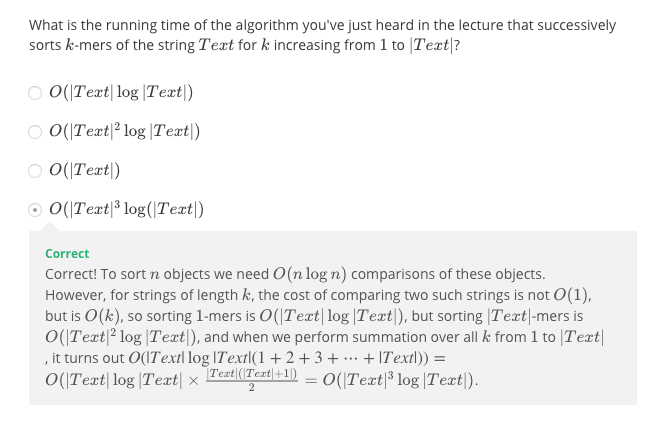 What is the running time of the algorithm you've just heard in the lecture that successively
sorts k-mers of the string Text for k increasing from 1 to |Text|?
O(|Text| log |Text|)
O(|Text|² log |Text|)
O(|Text|)
O(|Text|³ log(|Text|)
Correct
Correct! To sort n objects we need O(n log n) comparisons of these objects.
However, for strings of length k, the cost of comparing two such strings is not O(1),
but is O(k), so sorting 1-mers is O(|Text| log |Text|), but sorting |Text|-mers is
O(|Text|² log |Text|), and when we perform summation over all k from 1 to |Text|
, it turns out O(|Text| log |Text|(1 + 2 + 3 + ⋯ + |Text|)) =
O(|Text| log |Text| × |Text|(|Text|+1|)/2 = O(|Text|³ log |Text|).